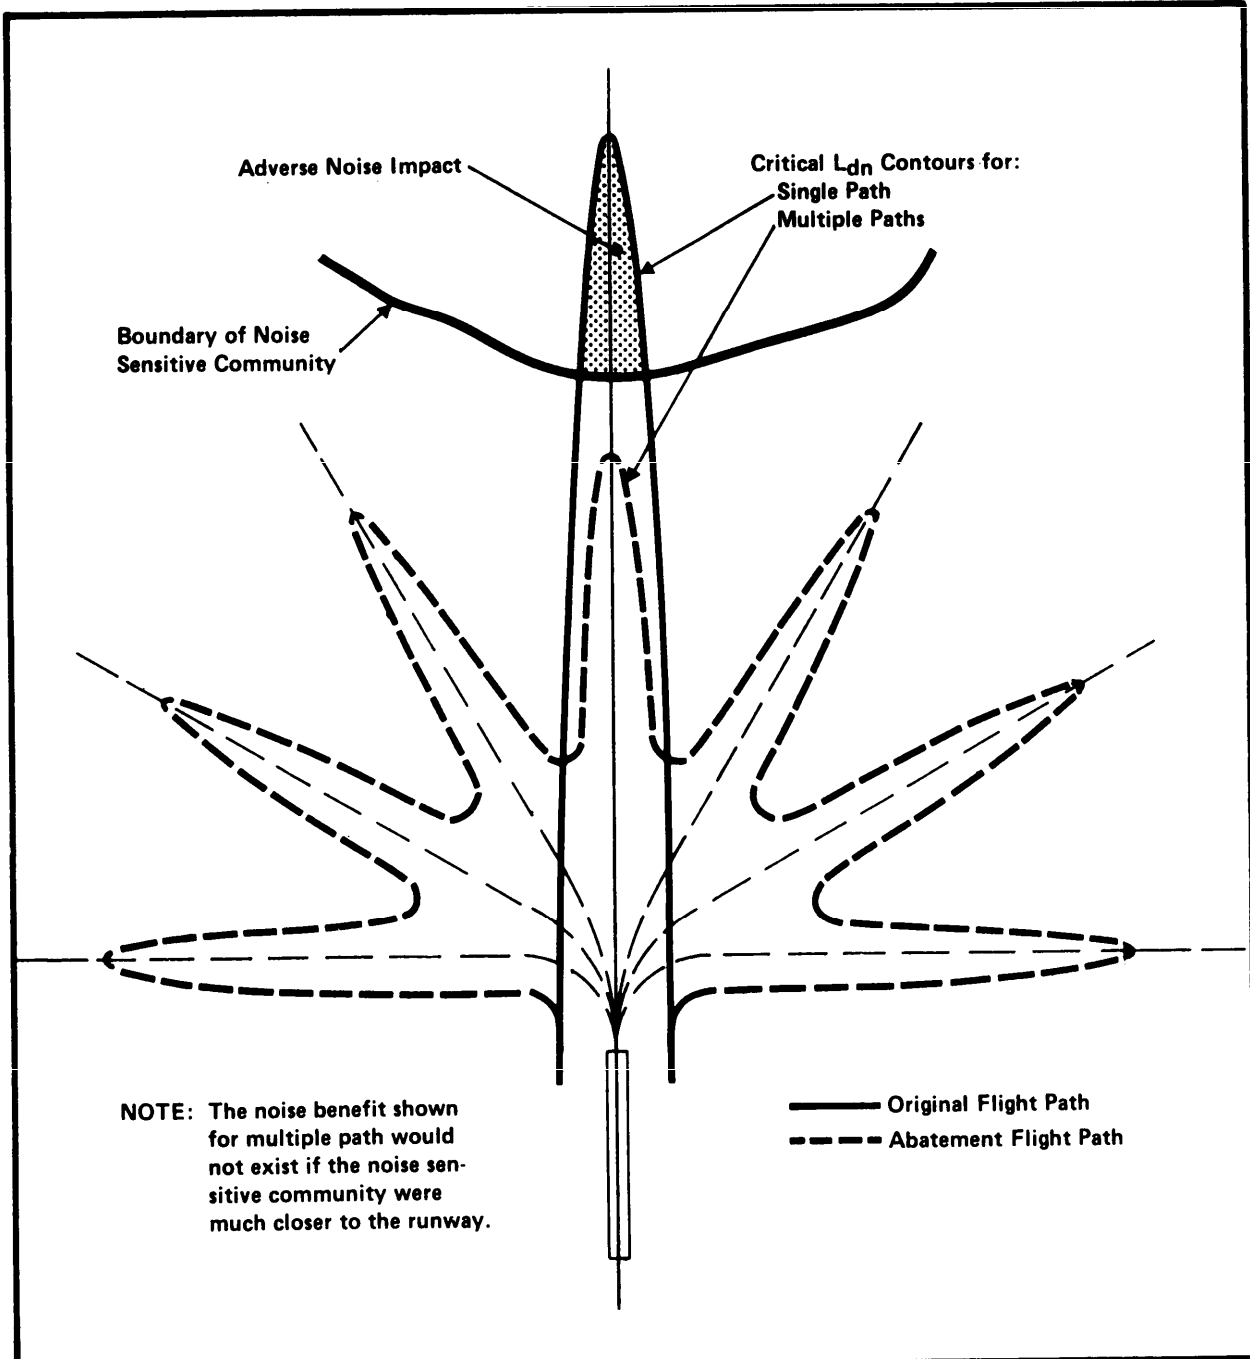 Adverse Noise Impact
Critical Ldn Contours for:
Single Path
Multiple Paths
Boundary of Noise
Sensitive Community
NOTE: The noise benefit shown
for multiple path would
not exist if the noise sen-
sitive community were
much closer to the runway.
Original Flight Path
Abatement Flight Path